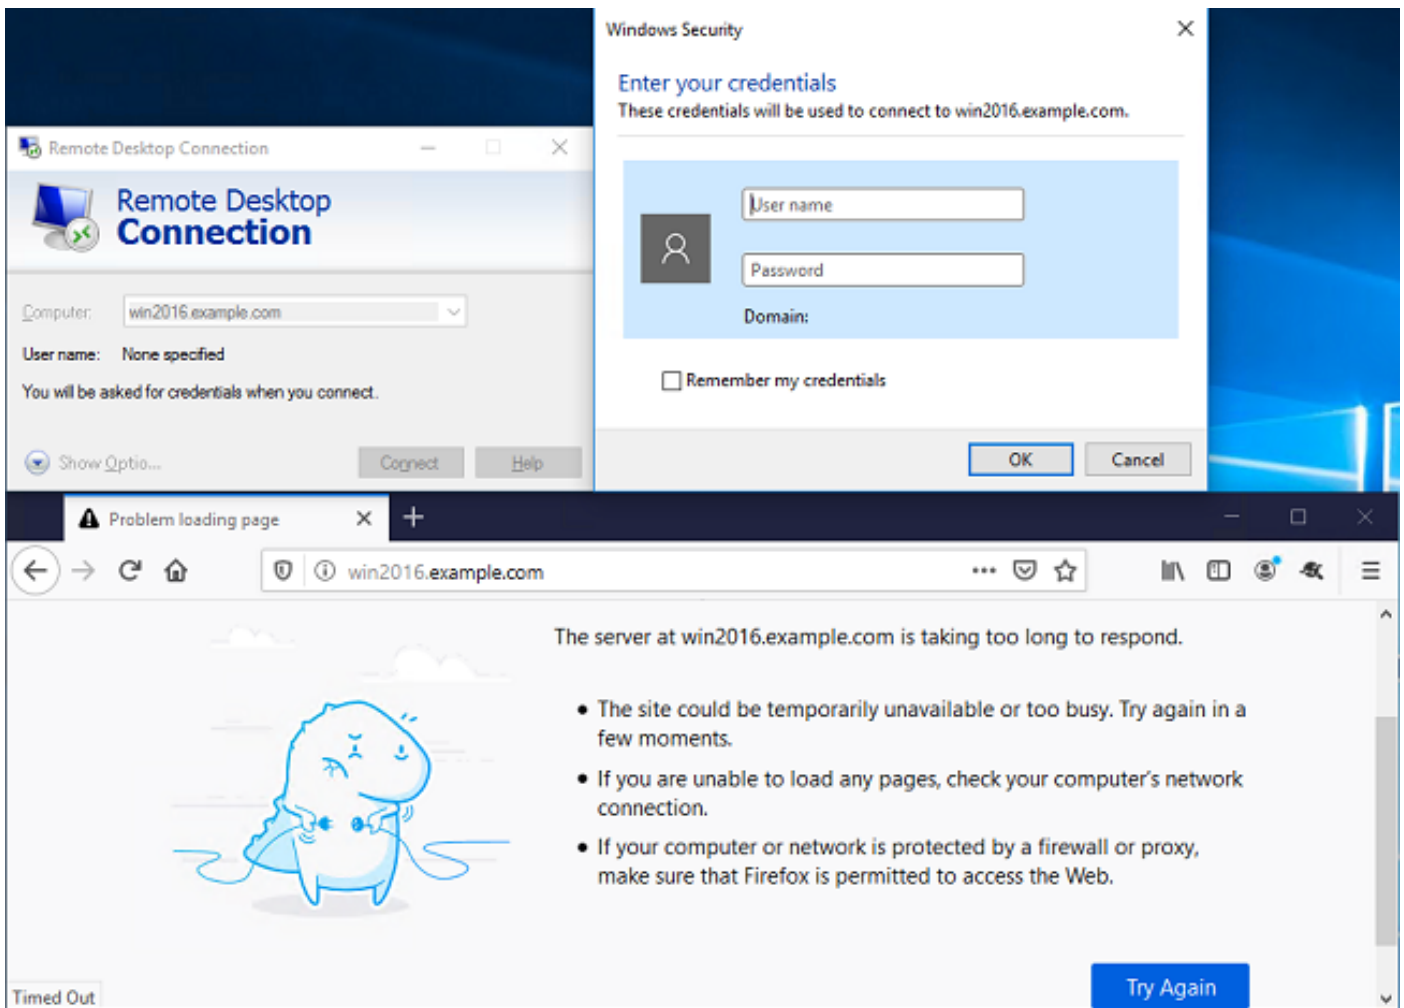 Windows Security
Enter your credentials
These credentials will be used to connect to win2016.example.com.
User name
Password
Domain:
Remember my credentials
OK Cancel
Remote Desktop Connection
Remote Desktop
Connection
Computer: win2016.example.com
User name: None specified
You will be asked for credentials when you connect.
Show Optio... Connect Help
Problem loading page
win2016.example.com
The server at win2016.example.com is taking too long to respond.
The site could be temporarily unavailable or too busy. Try again in a
few moments.
If you are unable to load any pages, check your computer's network
connection.
If your computer or network is protected by a firewall or proxy,
make sure that Firefox is permitted to access the Web.
Try Again
Timed Out